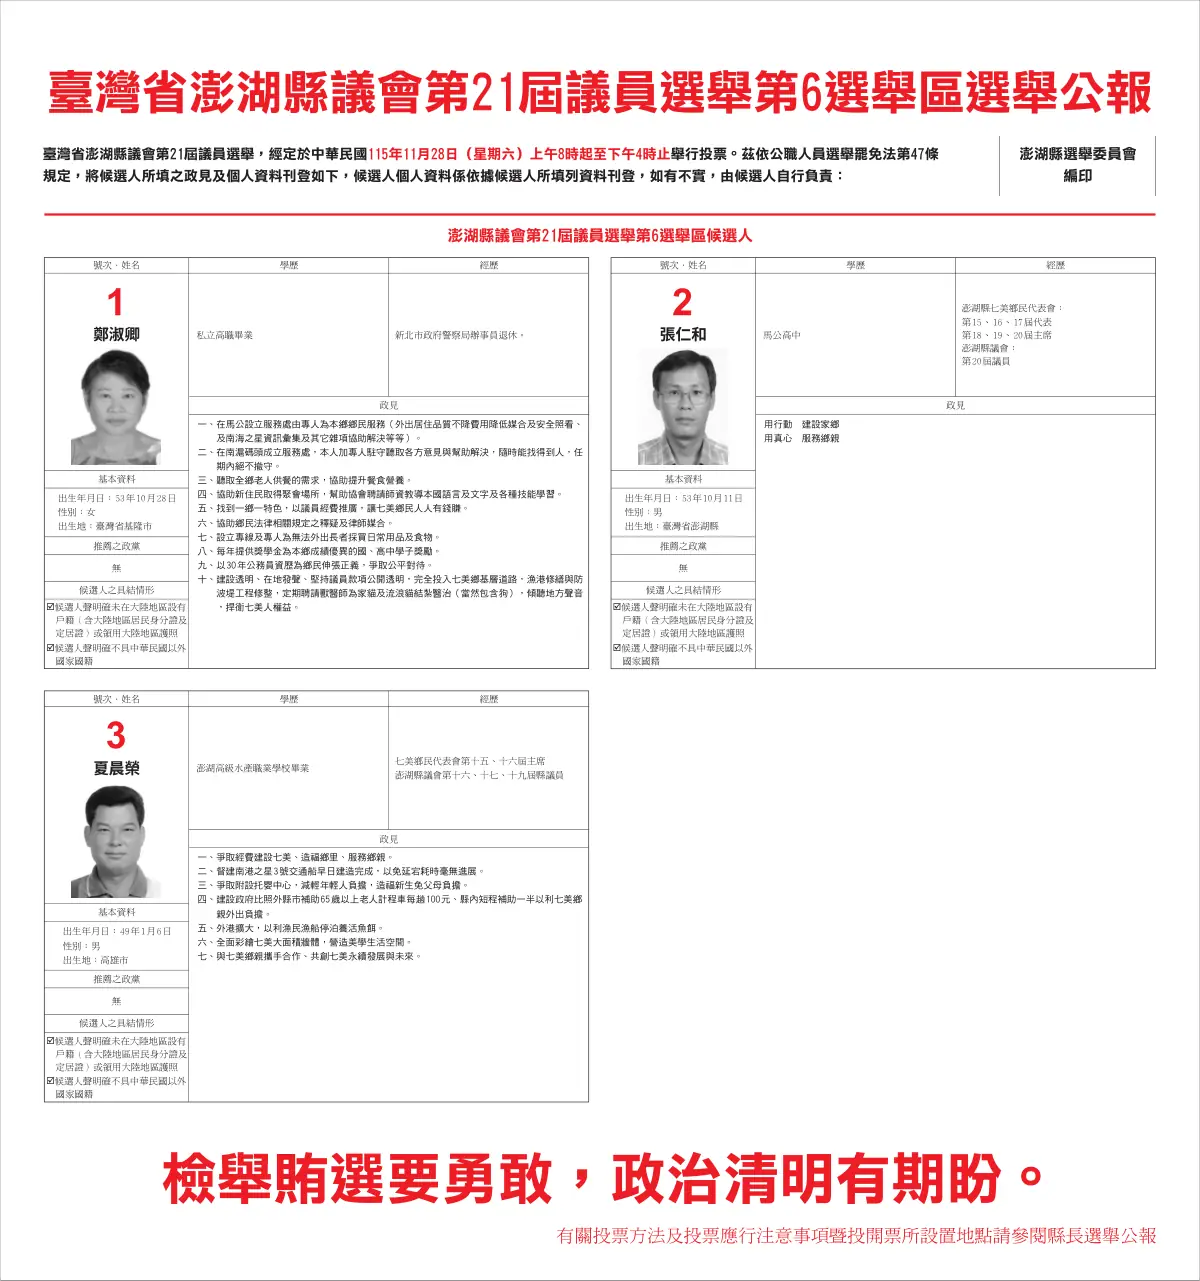 臺灣省澎湖縣議會第21屆議員選舉第6選舉區選舉公報
臺灣省澎湖縣議會第21屆議員選舉，經定於中華民國115年11月28日（星期六）上午8時起至下午4時止舉行投票。茲依公職人員選舉罷免法第47條
規定，將候選人所填之政見及個人資料刊登如下，候選人個人資料係依據候選人所填列資料刊登，如有不實，由候選人自行負責：
澎湖縣選舉委員會
編印
澎湖縣議會第21屆議員選舉第6選舉區候選人
號次．姓名
學歷
經歷
1
鄭淑卿
私立高職畢業
新北市政府警察局辦事員退休。
政見
一、在馬公設立服務處由專人為本鄉鄉民服務（外出居住品質不降費用降低媒合及安全照看、
及南海之星資訊彙集及其它雜項協助解決等等）。
二、在南滬碼頭成立服務處，本人加專人駐守聽取各方意見與幫助解決，隨時能找得到人，任
期內絕不撤守。
三、聽取全鄉老人供餐的需求，協助提升餐食營養。
四、協助新住民取得聚會場所，幫助協會聘請師資教導本國語言及文字及各種技能學習。
五、找到一鄉一特色，以議員經費推廣，讓七美鄉民人人有錢賺。
六、協助鄉民法律相關規定之釋疑及律師媒合。
七、設立專線及專人為無法外出長者採買日常用品及食物。
八、每年提供獎學金為本鄉成績優異的國、高中學子獎勵。
九、以30年公務員資歷為鄉民伸張正義，爭取公平對待。
十、建設透明、在地發聲、堅持議員款項公開透明，完全投入七美鄉基層道路、漁港修繕與防
波堤工程修整，定期聘請獸醫師為家貓及流浪貓結紮醫治（當然包含狗），傾聽地方聲音
，捍衛七美人權益。
基本資料
出生年月日：53年10月28日
性別：女
出生地：臺灣省基隆市
推薦之政黨
無
候選人之具結情形
☑候選人聲明確未在大陸地區設有
戶籍（含大陸地區居民身分證及
定居證）或領用大陸地區護照
☑候選人聲明確不具中華民國以外
國家國籍
號次．姓名
學歷
經歷
2
張仁和
馬公高中
澎湖縣七美鄉民代表會：
第15、16、17屆代表
第18、19、20屆主席
澎湖縣議會：
第20屆議員
政見
用行動　建設家鄉
用真心　服務鄉親
基本資料
出生年月日：53年10月11日
性別：男
出生地：臺灣省澎湖縣
推薦之政黨
無
候選人之具結情形
☑候選人聲明確未在大陸地區設有
戶籍（含大陸地區居民身分證及
定居證）或領用大陸地區護照
☑候選人聲明確不具中華民國以外
國家國籍
號次．姓名
學歷
經歷
3
夏晨榮
澎湖高級水產職業學校畢業
七美鄉民代表會第十五、十六屆主席
澎湖縣議會第十六、十七、十九屆縣議員
政見
一、爭取經費建設七美、造福鄉里、服務鄉親。
二、督建南港之星3號交通船早日建造完成，以免延宕耗時毫無進展。
三、爭取附設托嬰中心，減輕年輕人負擔，造福新生免父母負擔。
四、建設政府比照外縣市補助65歲以上老人計程車每趟100元、縣內短程補助一半以利七美鄉
親外出負擔。
五、外港擴大，以利漁民漁船停泊養活魚餌。
六、全面彩繪七美大面積牆體，營造美學生活空間。
七、與七美鄉親攜手合作、共創七美永續發展與未來。
基本資料
出生年月日：49年1月6日
性別：男
出生地：高雄市
推薦之政黨
無
候選人之具結情形
☑候選人聲明確未在大陸地區設有
戶籍（含大陸地區居民身分證及
定居證）或領用大陸地區護照
☑候選人聲明確不具中華民國以外
國家國籍
檢舉賄選要勇敢，政治清明有期盼。
有關投票方法及投票應行注意事項暨投開票所設置地點請參閱縣長選舉公報